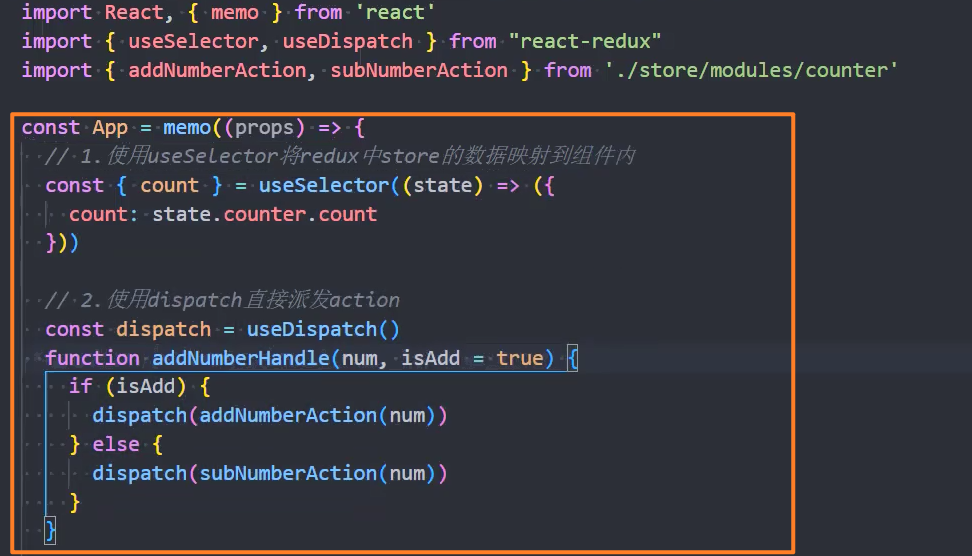 import React, { memo } from 'react'
import { useSelector, useDispatch } from "react-redux"
import { addNumberAction, subNumberAction } from './store/modules/counter'

const App = memo((props) => {
  // 1.使用useSelector将redux中store的数据映射到组件内
  const { count } = useSelector((state) => ({
    count: state.counter.count
  }))

  // 2.使用dispatch直接派发action
  const dispatch = useDispatch()
  function addNumberHandle(num, isAdd = true) {
    if (isAdd) {
      dispatch(addNumberAction(num))
    } else {
      dispatch(subNumberAction(num))
    }
  }